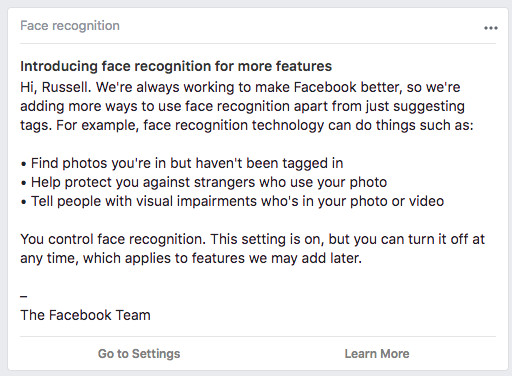 Face recognition
Introducing face recognition for more features
Hi, Russell. We're always working to make Facebook better, so we're
adding more ways to use face recognition apart from just suggesting
tags. For example, face recognition technology can do things such as:
• Find photos you're in but haven't been tagged in
• Help protect you against strangers who use your photo
• Tell people with visual impairments who's in your photo or video
You control face recognition. This setting is on, but you can turn it off at
any time, which applies to features we may add later.
–
The Facebook Team
Go to Settings
Learn More